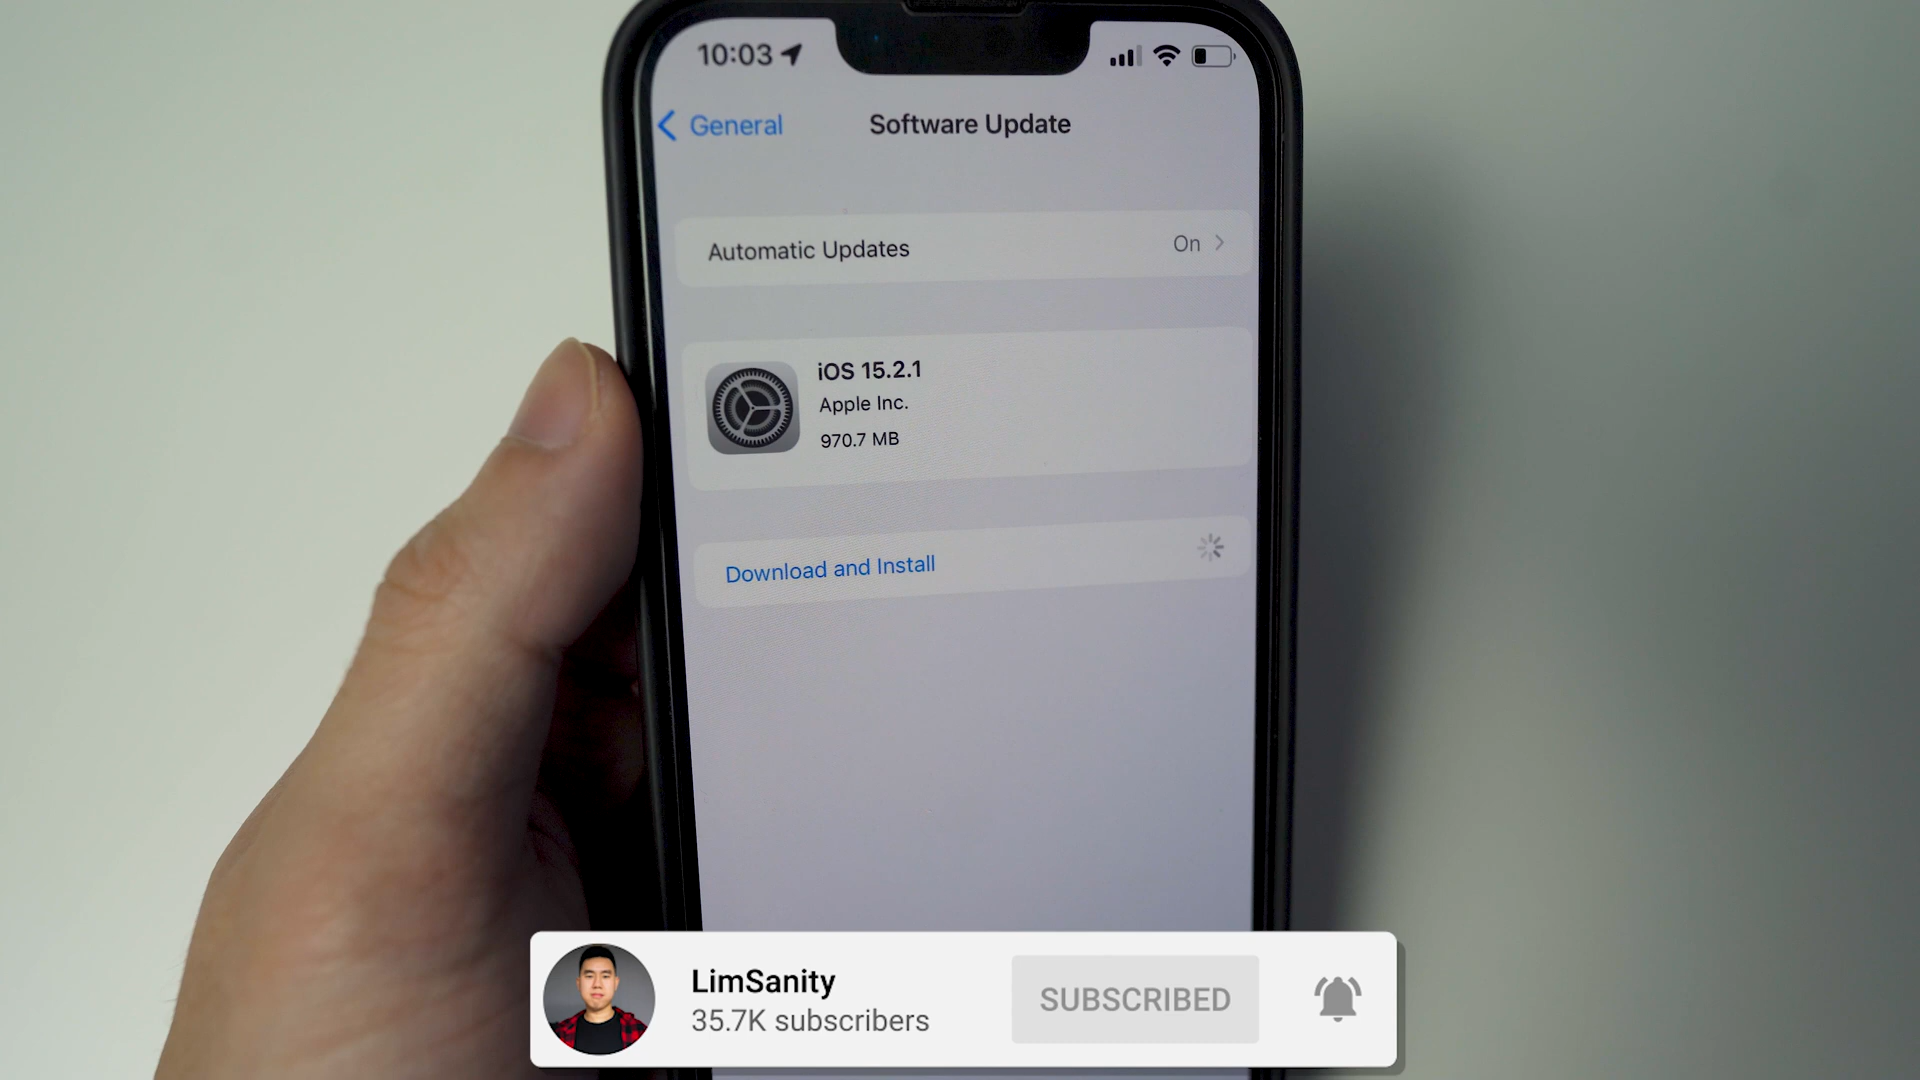 10:03
General
Software Update
Automatic Updates
On
iOS 15.2.1
Apple Inc.
970.7 MB
Download and Install
LimSanity
35.7K subscribers
SUBSCRIBED